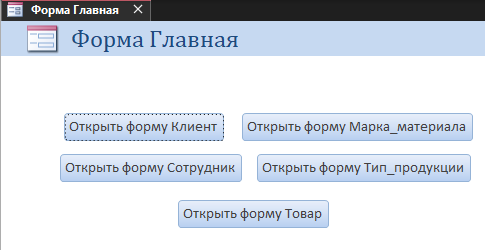 Форма Главная
Форма Главная
Открыть форму Клиент
Открыть форму Марка_материала
Открыть форму Сотрудник
Открыть форму Тип_продукции
Открыть форму Товар